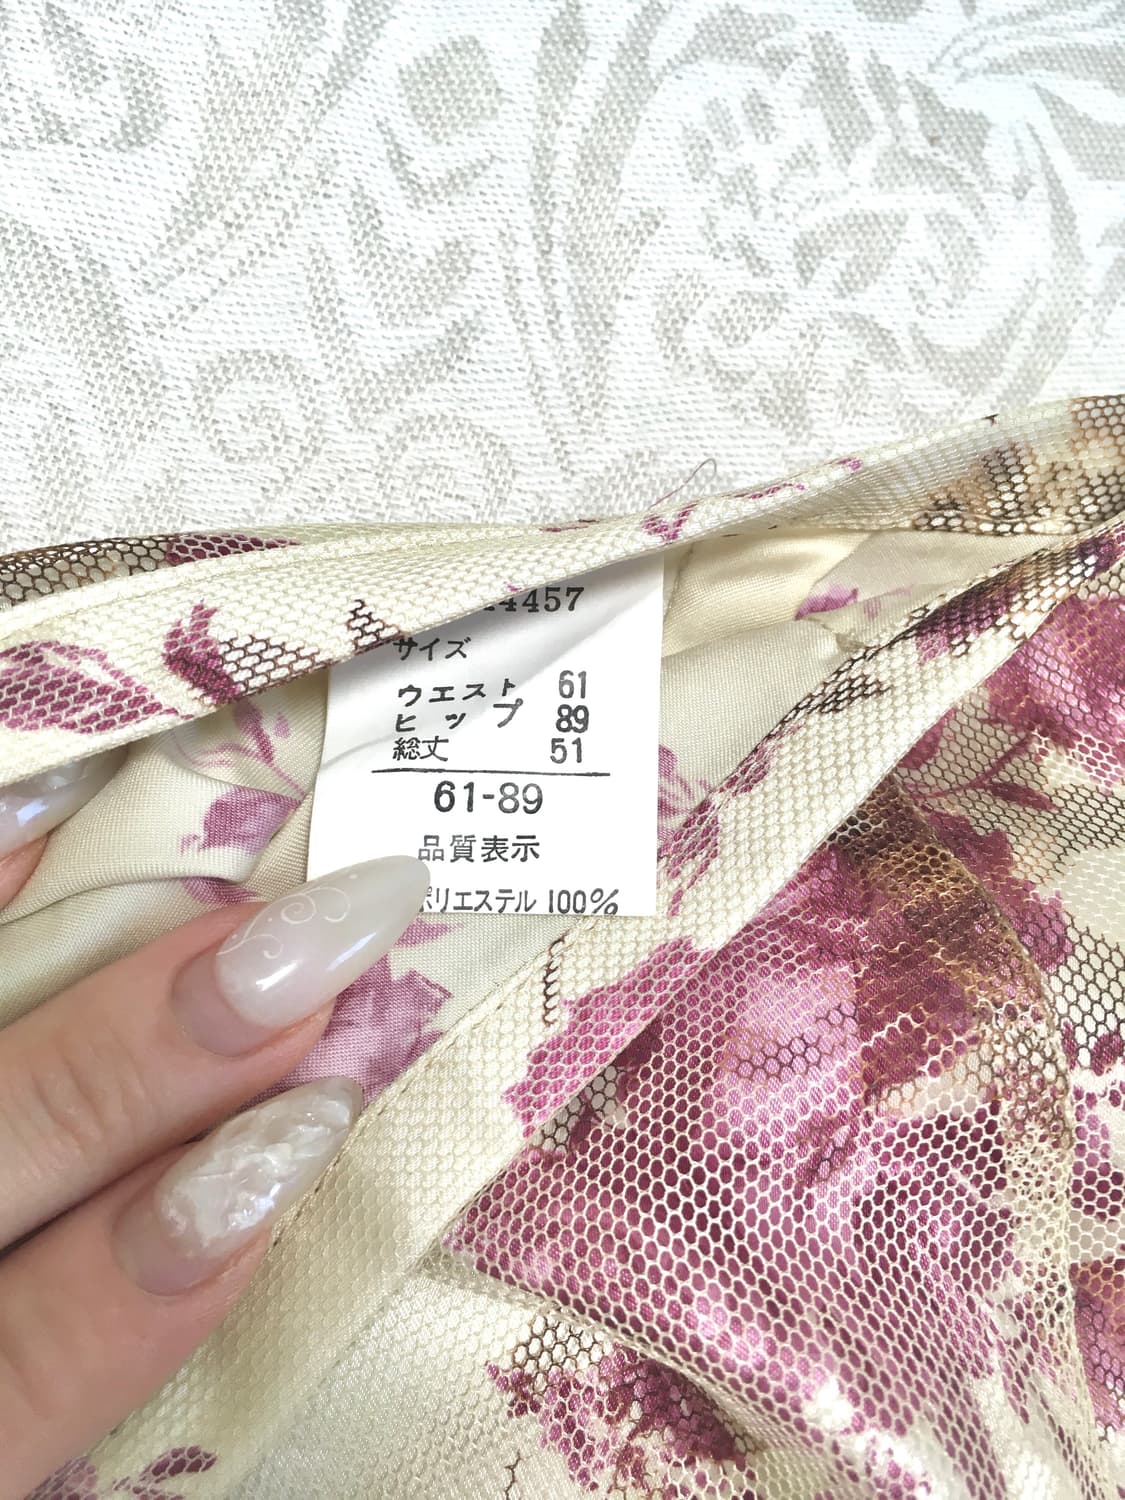 4457
サイズ
ウエスト 61
ヒップ 89
総丈 51
61-89
品質表示
ポリエステル 100%